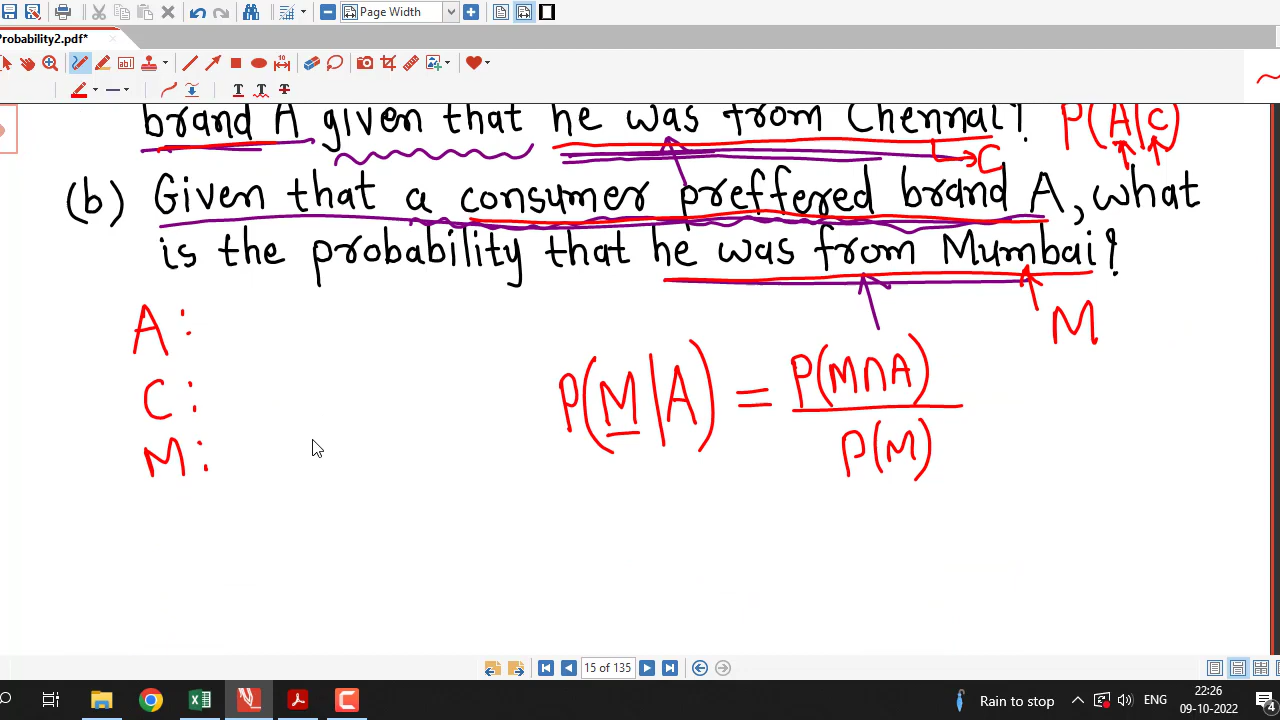 Page Width
Probability2.pdf*
brand A given that he was from Chennai? P(A|C)
C
(b) Given that a consumer preffered brand A, what
is the probability that he was from Mumbai?
M
A:
C:
M:
P(M|A) = P(M∩A)
P(M)
15 of 135
Rain to stop
ENG
22:26
09-10-2022
4